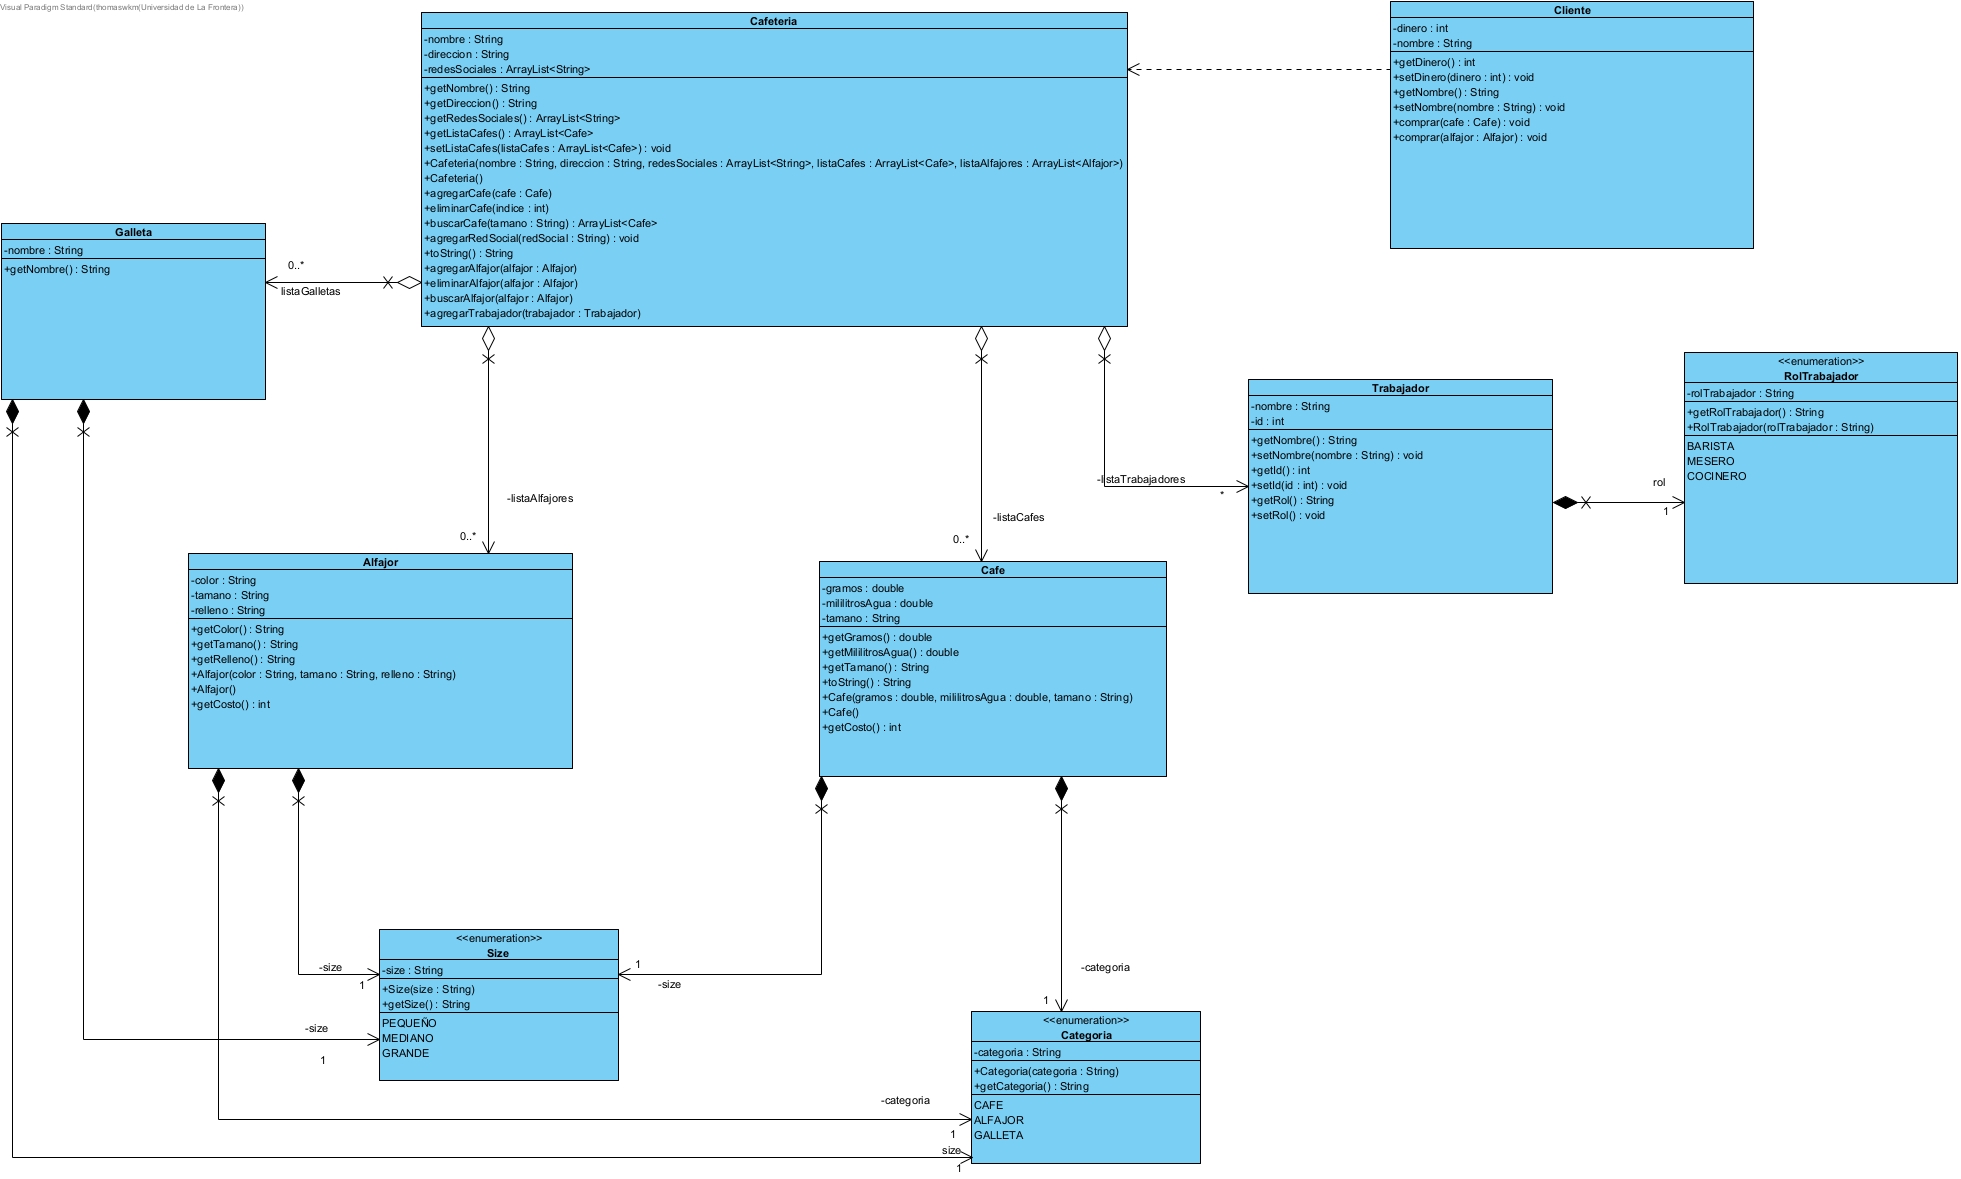 Visual Paradigm Standard(thomaswkm(Universidad de La Frontera))
Cafeteria
-nombre : String
-direccion : String
-redesSociales : ArrayList<String>
+getNombre() : String
+getDireccion() : String
+getRedesSociales() : ArrayList<String>
+getListaCafes() : ArrayList<Cafe>
+setListaCafes(listaCafes : ArrayList<Cafe>) : void
+Cafeteria(nombre : String, direccion : String, redesSociales : ArrayList<String>, listaCafes : ArrayList<Cafe>, listaAlfajores : ArrayList<Alfajor>)
+Cafeteria()
+agregarCafe(cafe : Cafe)
+eliminarCafe(indice : int)
+buscarCafe(tamano : String) : ArrayList<Cafe>
+agregarRedSocial(redSocial : String) : void
+toString() : String
+agregarAlfajor(alfajor : Alfajor)
+eliminarAlfajor(alfajor : Alfajor)
+buscarAlfajor(alfajor : Alfajor)
+agregarTrabajador(trabajador : Trabajador)
Cliente
-dinero : int
-nombre : String
+getDinero() : int
+setDinero(dinero : int) : void
+getNombre() : String
+setNombre(nombre : String) : void
+comprar(cafe : Cafe) : void
+comprar(alfajor : Alfajor) : void
Galleta
-nombre : String
+getNombre() : String
0..*
listaGalletas
Trabajador
-nombre : String
-id : int
+getNombre() : String
+setNombre(nombre : String) : void
+getId() : int
+setId(id : int) : void
+getRol() : String
+setRol() : void
-listaTrabajadores
*
<<enumeration>>
RolTrabajador
-rolTrabajador : String
+getRolTrabajador() : String
+RolTrabajador(rolTrabajador : String)
BARISTA
MESERO
COCINERO
rol
1
-listaAlfajores
0..*
-listaCafes
0..*
Alfajor
-color : String
-tamano : String
-relleno : String
+getColor() : String
+getTamano() : String
+getRelleno() : String
+Alfajor(color : String, tamano : String, relleno : String)
+Alfajor()
+getCosto() : int
Cafe
-gramos : double
-mililitrosAgua : double
-tamano : String
+getGramos() : double
+getMililitrosAgua() : double
+getTamano() : String
+toString() : String
+Cafe(gramos : double, mililitrosAgua : double, tamano : String)
+Cafe()
+getCosto() : int
<<enumeration>>
Size
-size : String
+Size(size : String)
+getSize() : String
PEQUEÑO
MEDIANO
GRANDE
-size
1
-size
1
1
-size
-categoria
1
<<enumeration>>
Categoria
-categoria : String
+Categoria(categoria : String)
+getCategoria() : String
CAFE
ALFAJOR
GALLETA
-categoria
1
size
1